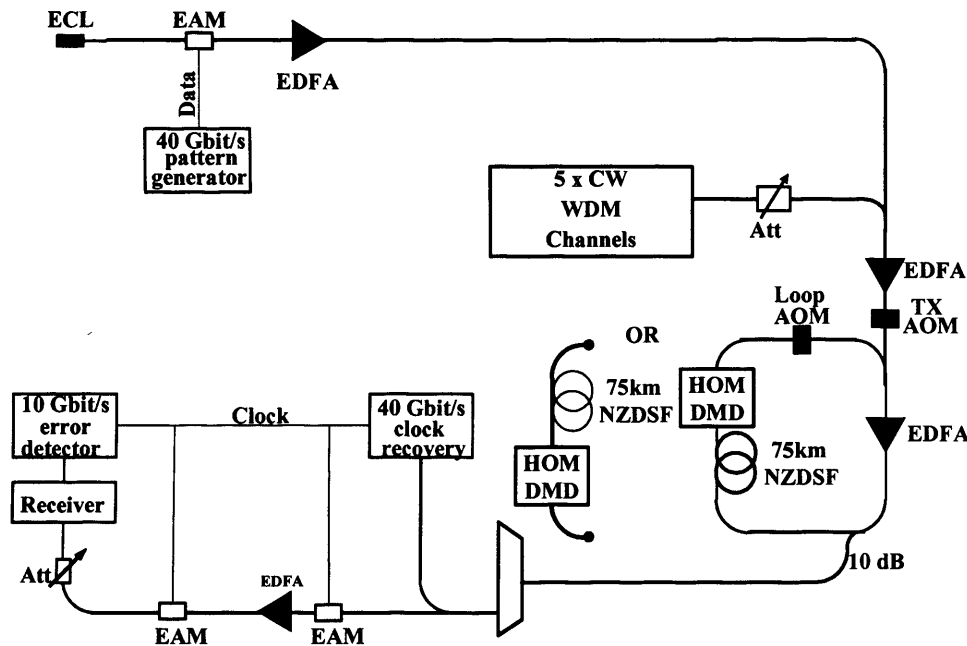 ECL
EAM
EDFA
Data
40 Gbit/s
pattern
generator
5 x CW
WDM
Channels
Att
EDFA
TX
AOM
Loop
AOM
OR
75km
NZDSF
HOM
DMD
HOM
DMD
75km
NZDSF
EDFA
10 Gbit/s
error
detector
Clock
40 Gbit/s
clock
recovery
Receiver
Att
EAM
EDFA
EAM
10 dB